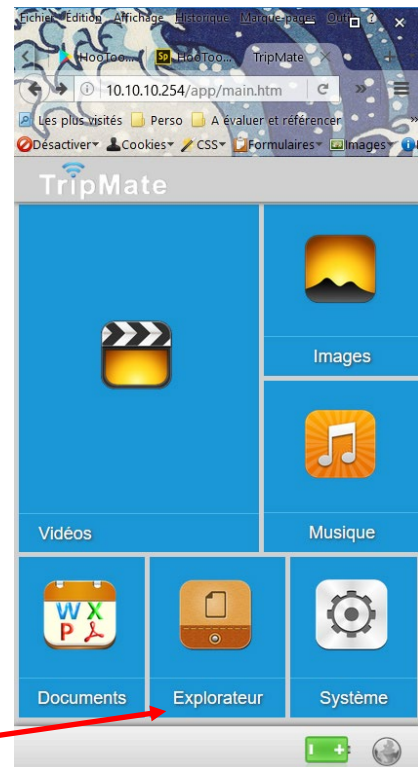 Fichier Édition Affichage Historique Marque-pages Outils ?
HooToo... HooToo... TripMate
10.10.10.254/app/main.htm
Les plus visités Perso A évaluer et référencer
Désactiver Cookies CSS Formulaires Images
TripMate
Images
Vidéos
Musique
W X
P
Documents
Explorateur
Système